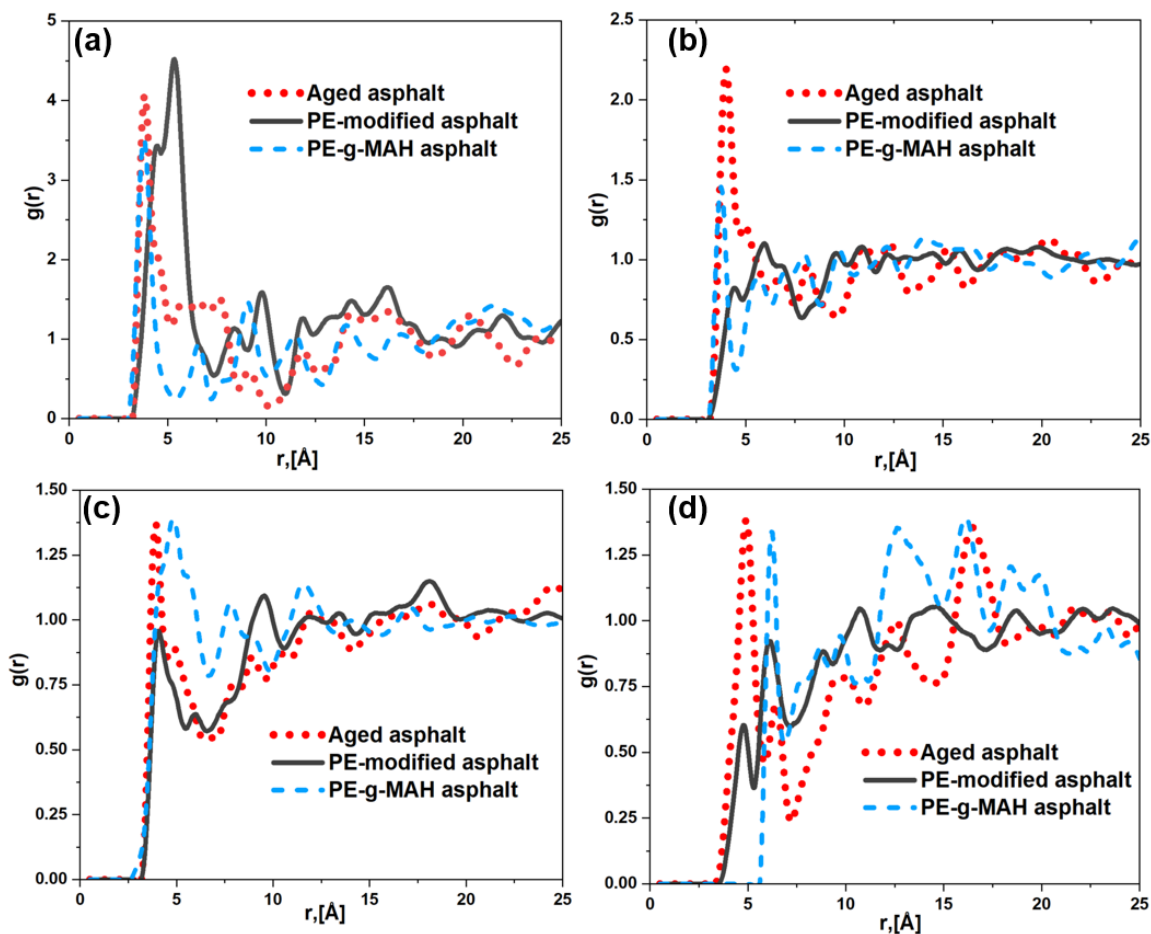 (a)
5
4
3
2
1
0
g(r)
Aged asphalt
PE-modified asphalt
PE-g-MAH asphalt
0 5 10 15 20 25
r,[Å]
(b)
2.5
2.0
1.5
1.0
0.5
0.0
g(r)
Aged asphalt
PE-modified asphalt
PE-g-MAH asphalt
0 5 10 15 20 25
r,[Å]
(c)
1.50
1.25
1.00
0.75
0.50
0.25
0.00
g(r)
Aged asphalt
PE-modified asphalt
PE-g-MAH asphalt
0 5 10 15 20 25
r,[Å]
(d)
1.50
1.25
1.00
0.75
0.50
0.25
0.00
g(r)
Aged asphalt
PE-modified asphalt
PE-g-MAH asphalt
0 5 10 15 20 25
r,[Å]